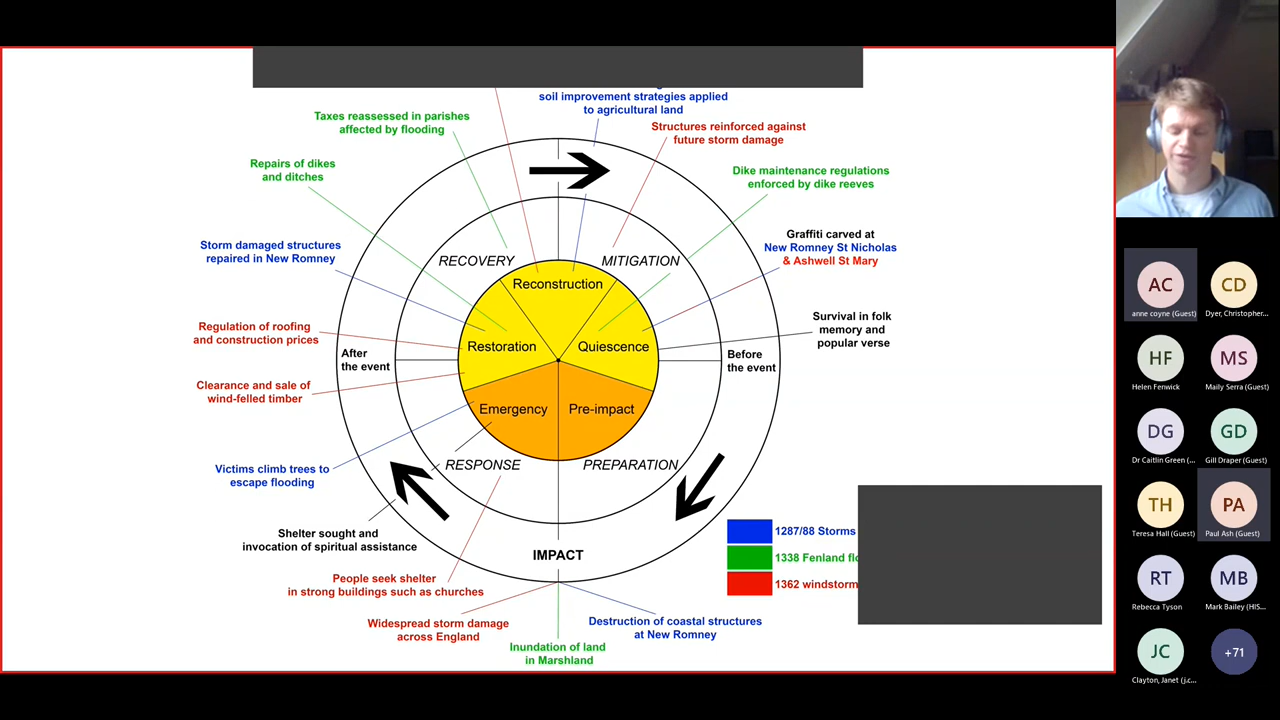 soil improvement strategies applied
to agricultural land
Taxes reassessed in parishes
affected by flooding
Structures reinforced against
future storm damage
Repairs of dikes
and ditches
Dike maintenance regulations
enforced by dike reeves
Storm damaged structures
repaired in New Romney
Graffiti carved at
New Romney St Nicholas
& Ashwell St Mary
RECOVERY
MITIGATION
Reconstruction
Regulation of roofing
and construction prices
Survival in folk
memory and
popular verse
Restoration
Quiescence
After
the event
Before
the event
Clearance and sale of
wind-felled timber
Emergency
Pre-impact
RESPONSE
PREPARATION
Victims climb trees to
escape flooding
Shelter sought and
invocation of spiritual assistance
IMPACT
1287/88 Storms
1338 Fenland
1362 windstorm
People seek shelter
in strong buildings such as churches
Widespread storm damage
across England
Destruction of coastal structures
at New Romney
Inundation of land
in Marshland
AC
CD
anne coyne (Guest)
Dyer, Christopher...
HF
MS
Helen Fenwick
Maily Serra (Guest)
DG
GD
Dr Caitlin Green (...
Gill Draper (Guest)
TH
PA
Teresa Hall (Guest)
Paul Ash (Guest)
RT
MB
Rebecca Tyson
Mark Bailey (HIS...
JC
+71
Clayton, Janet (j.c...